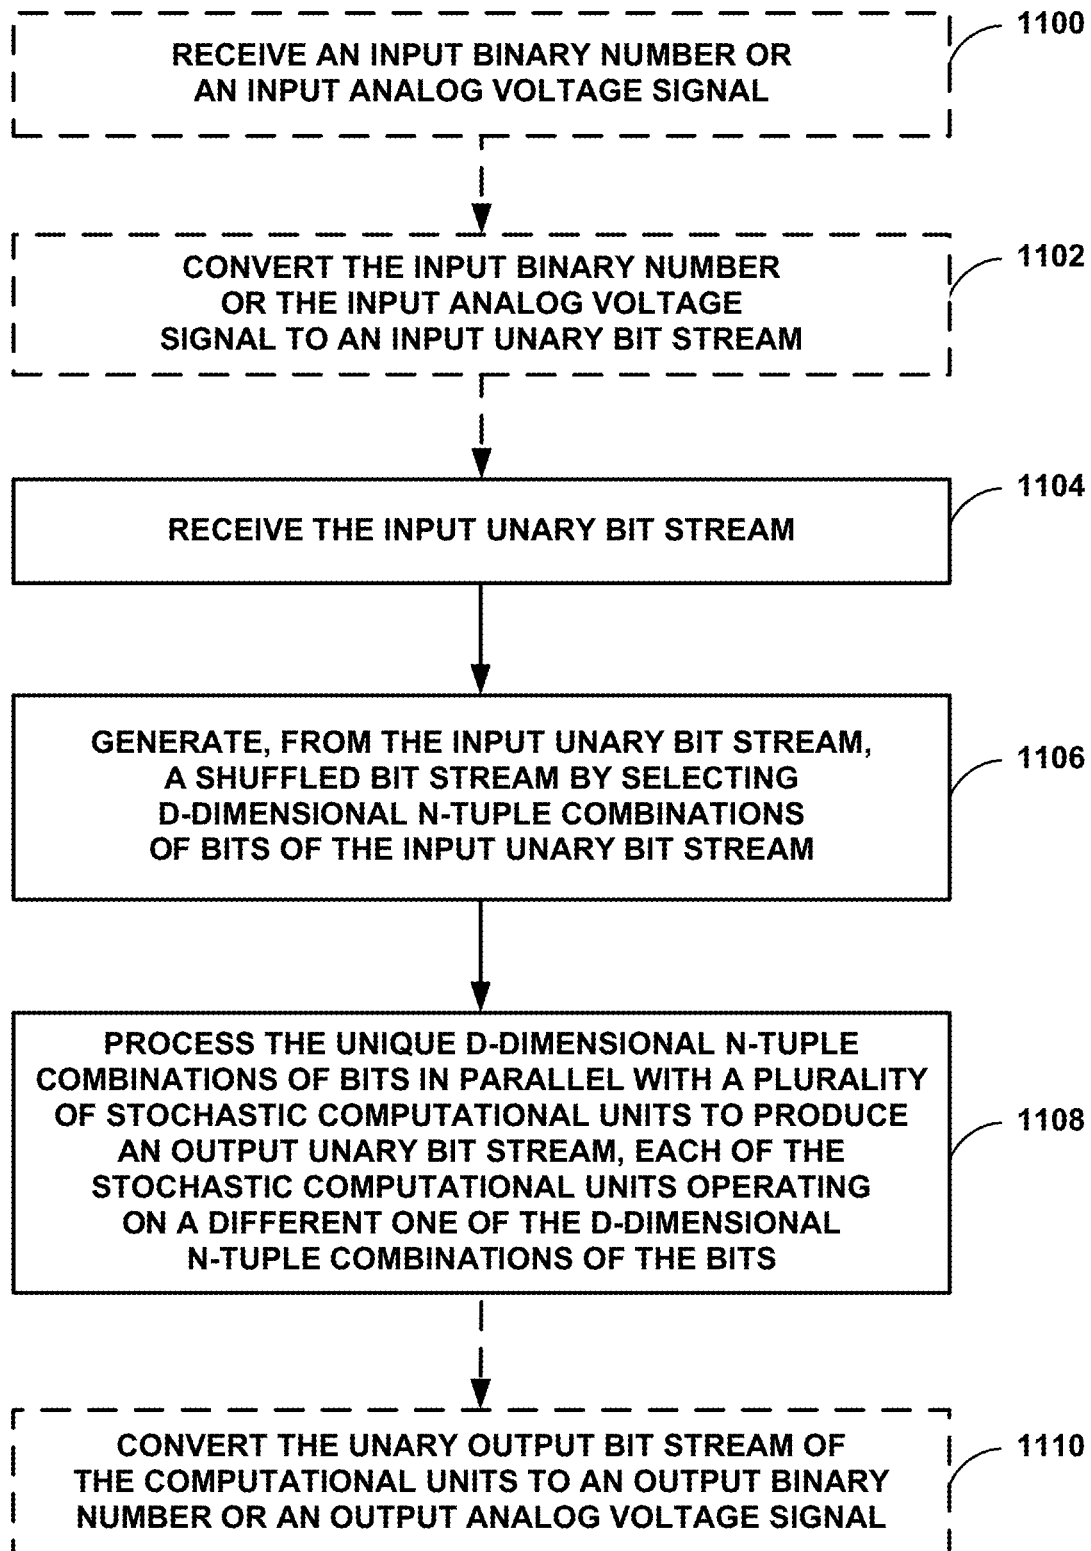 RECEIVE AN INPUT BINARY NUMBER OR
AN INPUT ANALOG VOLTAGE SIGNAL
1100
CONVERT THE INPUT BINARY NUMBER
OR THE INPUT ANALOG VOLTAGE
SIGNAL TO AN INPUT UNARY BIT STREAM
1102
RECEIVE THE INPUT UNARY BIT STREAM
1104
GENERATE, FROM THE INPUT UNARY BIT STREAM,
A SHUFFLED BIT STREAM BY SELECTING
D-DIMENSIONAL N-TUPLE COMBINATIONS
OF BITS OF THE INPUT UNARY BIT STREAM
1106
PROCESS THE UNIQUE D-DIMENSIONAL N-TUPLE
COMBINATIONS OF BITS IN PARALLEL WITH A PLURALITY
OF STOCHASTIC COMPUTATIONAL UNITS TO PRODUCE
AN OUTPUT UNARY BIT STREAM, EACH OF THE
STOCHASTIC COMPUTATIONAL UNITS OPERATING
ON A DIFFERENT ONE OF THE D-DIMENSIONAL
N-TUPLE COMBINATIONS OF THE BITS
1108
CONVERT THE UNARY OUTPUT BIT STREAM OF
THE COMPUTATIONAL UNITS TO AN OUTPUT BINARY
NUMBER OR AN OUTPUT ANALOG VOLTAGE SIGNAL
1110